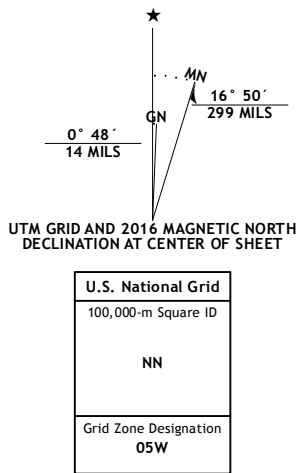 ★
MN
GN
16° 50´
299 MILS
0° 48´
14 MILS
UTM GRID AND 2016 MAGNETIC NORTH
DECLINATION AT CENTER OF SHEET
U.S. National Grid
100,000-m Square ID
NN
Grid Zone Designation
05W